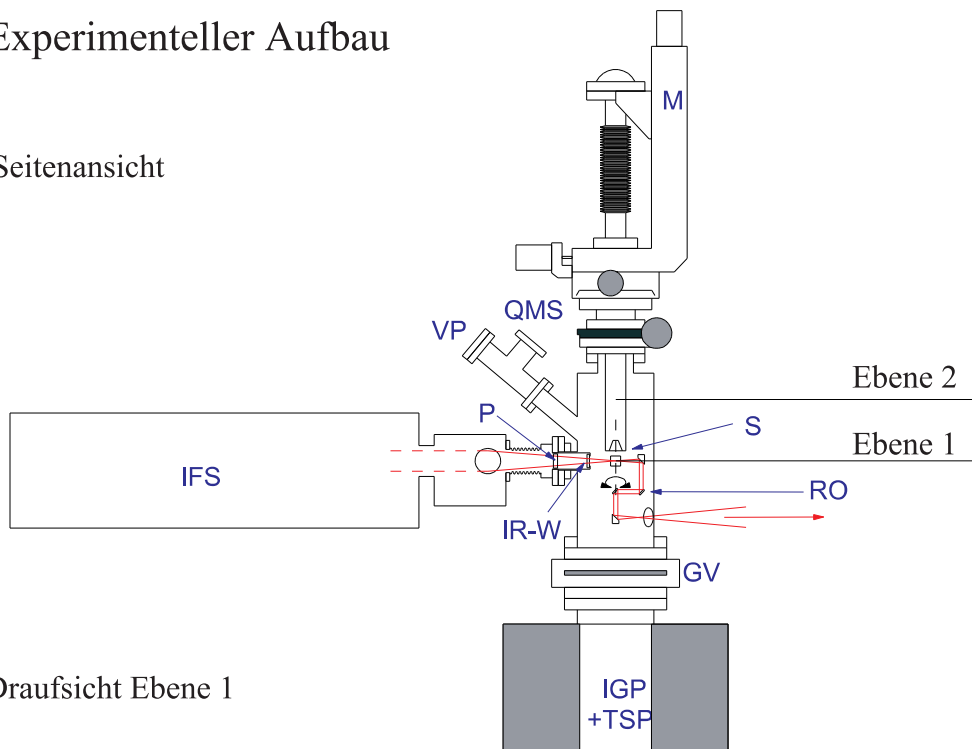 Experimenteller Aufbau
M
Seitenansicht
QMS
VP
Ebene 2
P
S
Ebene 1
IFS
RO
IR-W
GV
Draufsicht Ebene 1
IGP
+TSP